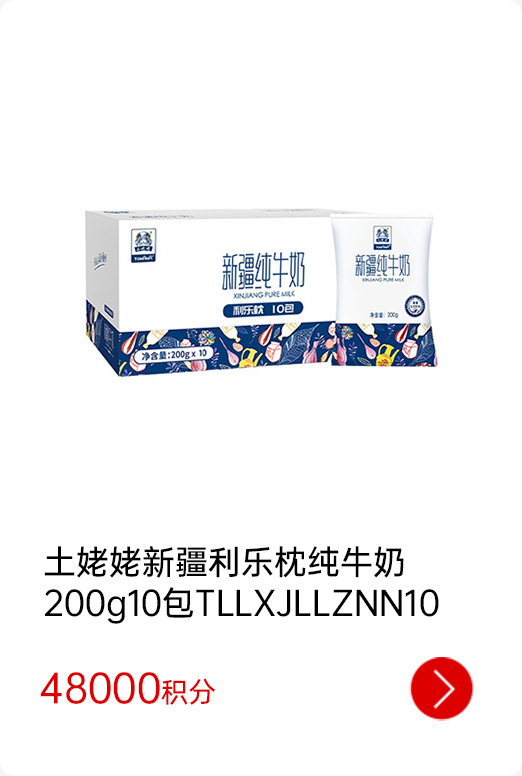 新疆纯牛奶
XINJIANG PURE MILK
利乐枕 10包
净含量:200g x 10
新疆纯牛奶
XINJIANG PURE MILK
净含量: 200g
土姥姥新疆利乐枕纯牛奶
200g10包TLLXJLLZNN10
48000积分